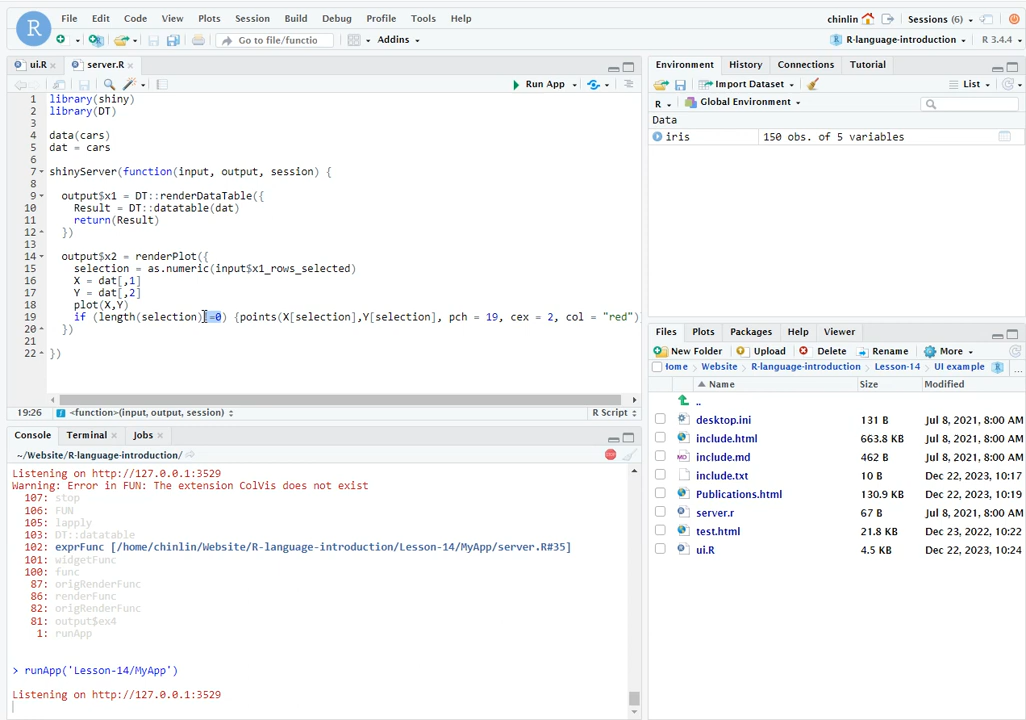 File Edit Code View Plots Session Build Debug Profile Tools Help
chinlin Sessions (6)
Go to file/functio Addins
R-language-introduction R 3.4.4
ui.R server.R
Run App
1 library(shiny)
2 library(DT)
3
4 data(cars)
5 dat = cars
6
7 shinyServer(function(input, output, session) {
8
9 output$x1 = DT::renderDataTable({
10 Result = DT::datatable(dat)
11 return(Result)
12 })
13
14 output$x2 = renderPlot({
15 selection = as.numeric(input$x1_rows_selected)
16 X = dat[,1]
17 Y = dat[,2]
18 plot(X,Y)
19 if (length(selection)!=0) {points(X[selection],Y[selection], pch = 19, cex = 2, col = "red")
20 })
21
22 })
19:26 <function>(input, output, session) R Script
Console Terminal Jobs
~/Website/R-language-introduction/
Listening on http://127.0.0.1:3529
Warning: Error in FUN: The extension ColVis does not exist
107: stop
106: FUN
105: lapply
103: DT::datatable
102: exprFunc [/home/chinlin/Website/R-language-introduction/Lesson-14/MyApp/server.R#35]
101: widgetFunc
100: func
87: origRenderFunc
86: renderFunc
82: origRenderFunc
81: output$ex4
1: runApp
> runApp('Lesson-14/MyApp')
Listening on http://127.0.0.1:3529
Environment History Connections Tutorial
Import Dataset List
R Global Environment
Data
iris 150 obs. of 5 variables
Files Plots Packages Help Viewer
New Folder Upload Delete Rename More
Home Website R-language-introduction Lesson-14 UI example
Name Size Modified
..
desktop.ini 131 B Jul 8, 2021, 8:00 AM
include.html 663.8 KB Jul 8, 2021, 8:00 AM
include.md 462 B Jul 8, 2021, 8:00 AM
include.txt 10 B Dec 22, 2023, 10:17
Publications.html 130.9 KB Dec 22, 2023, 10:19
server.r 67 B Jul 8, 2021, 8:00 AM
test.html 21.8 KB Dec 23, 2022, 10:22
ui.R 4.5 KB Dec 22, 2023, 10:24